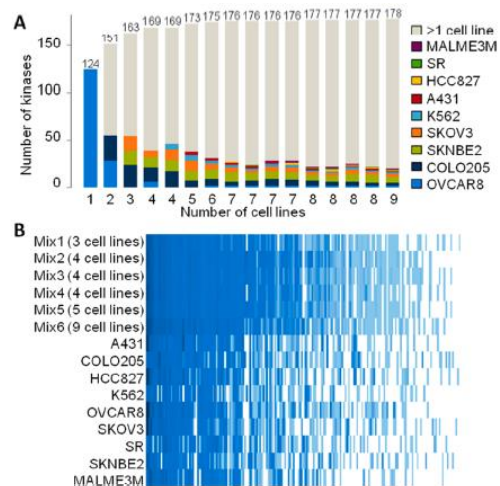 A
Number of kinases
150
100
50
0
124
151
163
169
169
173
175
176
176
176
176
177
177
177
177
178
1 2 3 4 4 5 6 7 7 7 7 8 8 8 8 9
Number of cell lines
>1 cell line
MALME3M
SR
HCC827
A431
K562
SKOV3
SKNBE2
COLO205
OVCAR8
B
Mix1 (3 cell lines)
Mix2 (4 cell lines)
Mix3 (4 cell lines)
Mix4 (4 cell lines)
Mix5 (5 cell lines)
Mix6 (9 cell lines)
A431
COLO205
HCC827
K562
OVCAR8
SKOV3
SR
SKNBE2
MALME3M